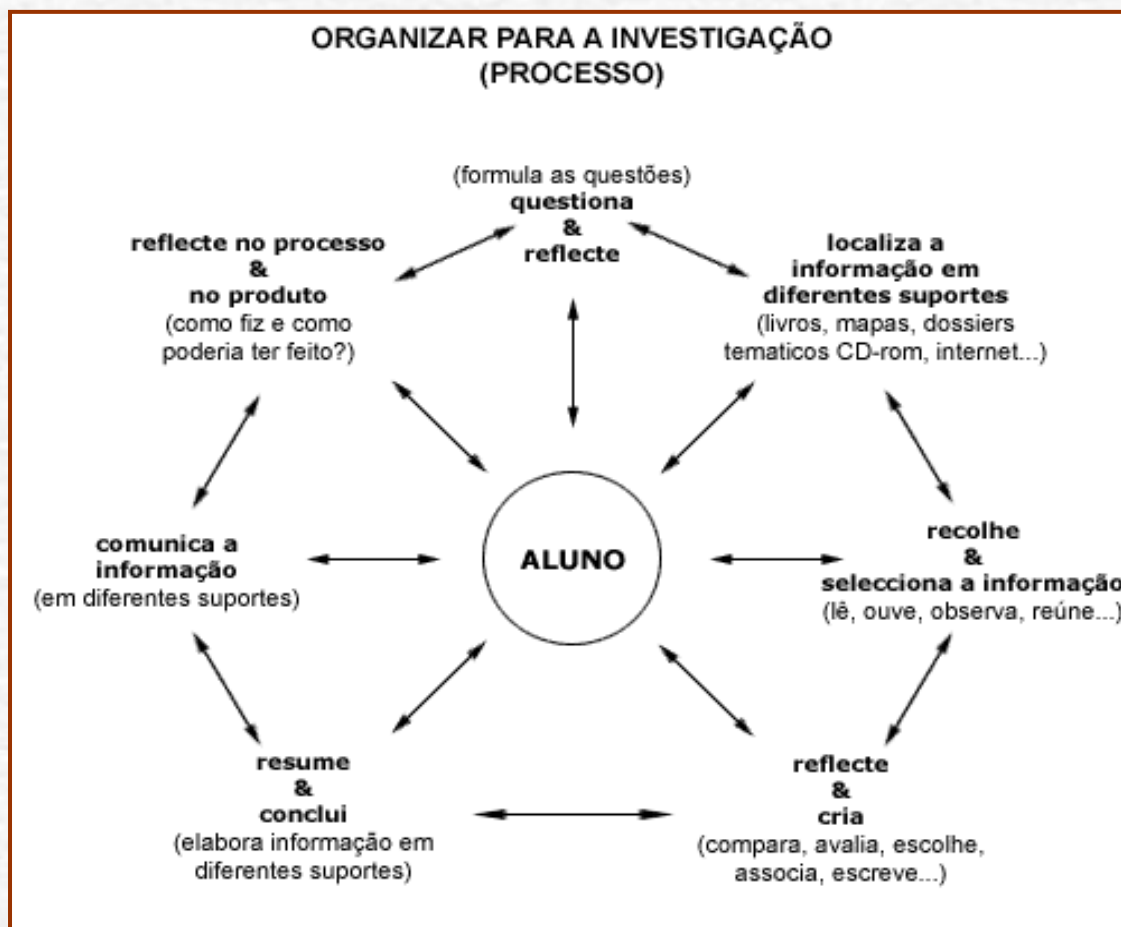 ORGANIZAR PARA A INVESTIGAÇÃO
(PROCESSO)
(formula as questões)
questiona
&
reflecte
localiza a
informação em
diferentes suportes
(livros, mapas, dossiers
tematicos CD-rom, internet...)
recolhe
&
selecciona a informação
(lê, ouve, observa, reúne...)
reflecte
&
cria
(compara, avalia, escolhe,
associa, escreve...)
resume
&
conclui
(elabora informação em
diferentes suportes)
comunica a
informação
(em diferentes suportes)
reflecte no processo
&
no produto
(como fiz e como
poderia ter feito?)
ALUNO